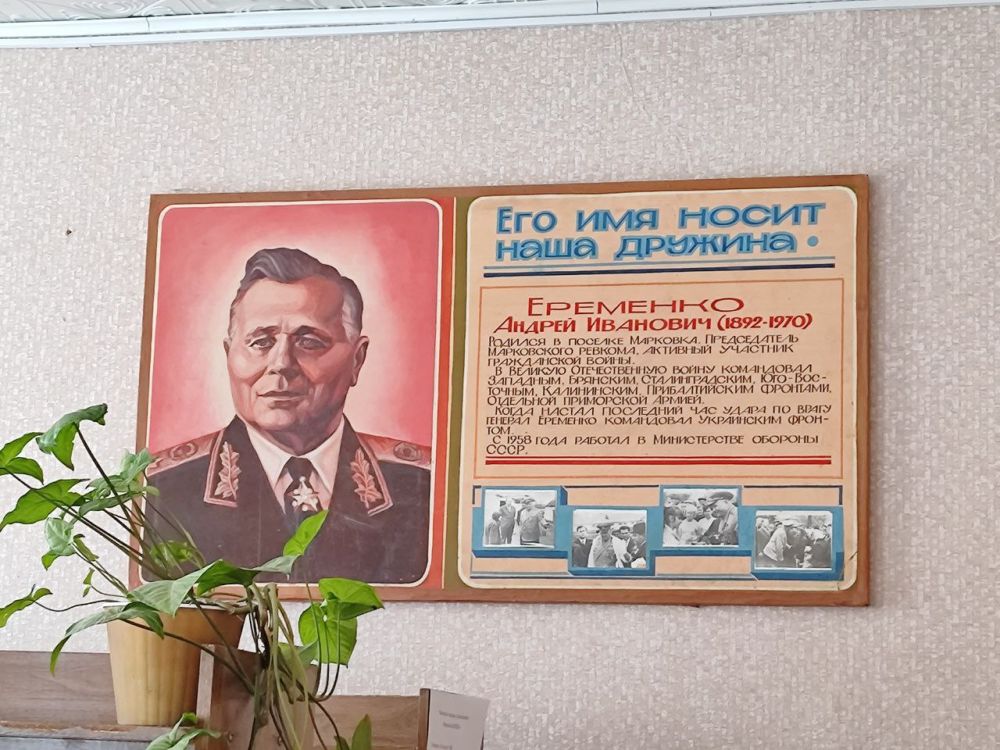 Его имя носит
наша дружина •
Еременко
Андрей Иванович (1892-1970)
Родился в поселке Марковка. Председатель
Марковского ревкома, активный участник
гражданской войны.
В Великую Отечественную войну командовал
Западным, Брянским, Сталинградским, Юго-Вос-
точным, Калининским, Прибалтийским фронтами,
Отдельной Приморской Армией.
Когда настал последний час удара по врагу
генерал Еременко командовал Украинским фрон-
том.
С 1958 года работал в Министерстве обороны
СССР.